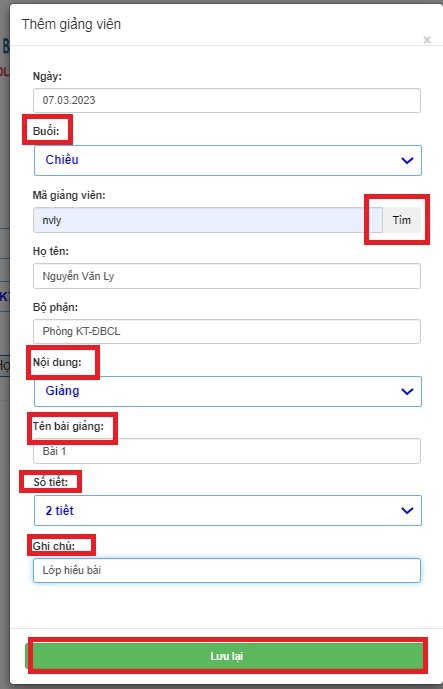 Thêm giảng viên
×
Ngày:
07.03.2023
Buổi:
Chiều
Mã giảng viên:
nvly Tìm
Họ tên:
Nguyễn Văn Ly
Bộ phận:
Phòng KT-ĐBCL
Nội dung:
Giảng
Tên bài giảng:
Bài 1
Số tiết:
2 tiết
Ghi chú:
Lớp hiêu bài
Lưu lại